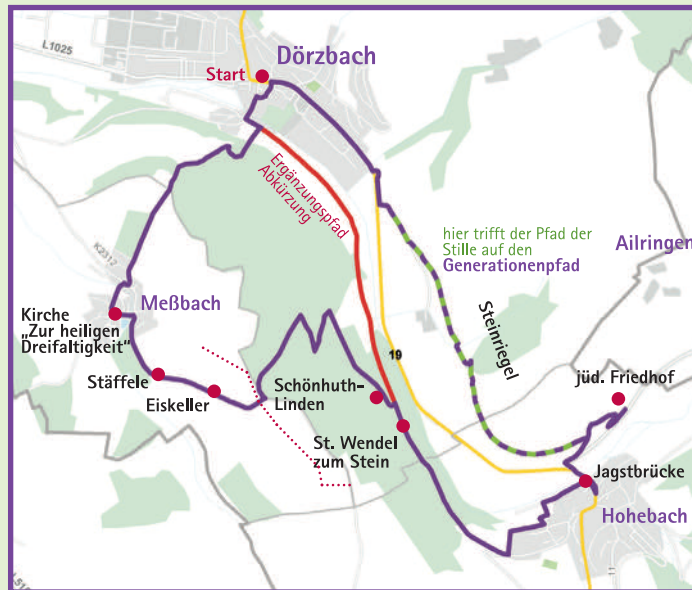 L1025
Dörzbach
Start
Ergänzungspfad
Abkürzung
hier trifft der Pfad der
Stille auf den
Generationenpfad
Ailringen
K2312
Meßbach
Kirche
„Zur heiligen
Dreifaltigkeit“
Steinriegel
19
Stäffele
Eiskeller
Schönhuth-
Linden
jüd. Friedhof
St. Wendel
zum Stein
Jagstbrücke
Hohebach